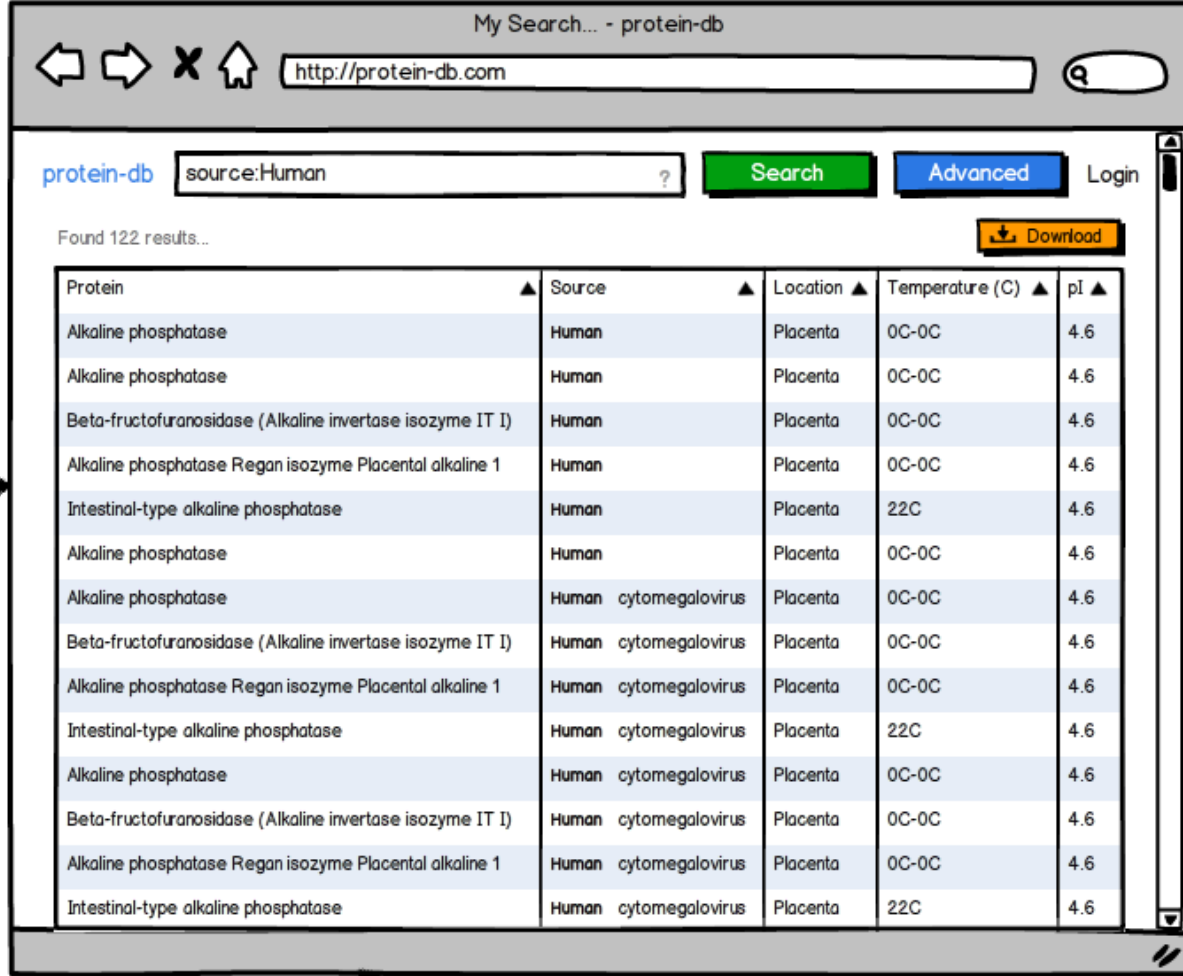 My Search... - protein-db
http://protein-db.com
protein-db source:Human ? Search Advanced Login
Found 122 results... Download
Protein Source Location Temperature (C) pI
Alkaline phosphatase Human Placenta 0C-0C 4.6
Alkaline phosphatase Human Placenta 0C-0C 4.6
Beta-fructofuranosidase (Alkaline invertase isozyme IT I) Human Placenta 0C-0C 4.6
Alkaline phosphatase Regan isozyme Placental alkaline 1 Human Placenta 0C-0C 4.6
Intestinal-type alkaline phosphatase Human Placenta 22C 4.6
Alkaline phosphatase Human Placenta 0C-0C 4.6
Alkaline phosphatase Human cytomegalovirus Placenta 0C-0C 4.6
Beta-fructofuranosidase (Alkaline invertase isozyme IT I) Human cytomegalovirus Placenta 0C-0C 4.6
Alkaline phosphatase Regan isozyme Placental alkaline 1 Human cytomegalovirus Placenta 0C-0C 4.6
Intestinal-type alkaline phosphatase Human cytomegalovirus Placenta 22C 4.6
Alkaline phosphatase Human cytomegalovirus Placenta 0C-0C 4.6
Beta-fructofuranosidase (Alkaline invertase isozyme IT I) Human cytomegalovirus Placenta 0C-0C 4.6
Alkaline phosphatase Regan isozyme Placental alkaline 1 Human cytomegalovirus Placenta 0C-0C 4.6
Intestinal-type alkaline phosphatase Human cytomegalovirus Placenta 22C 4.6